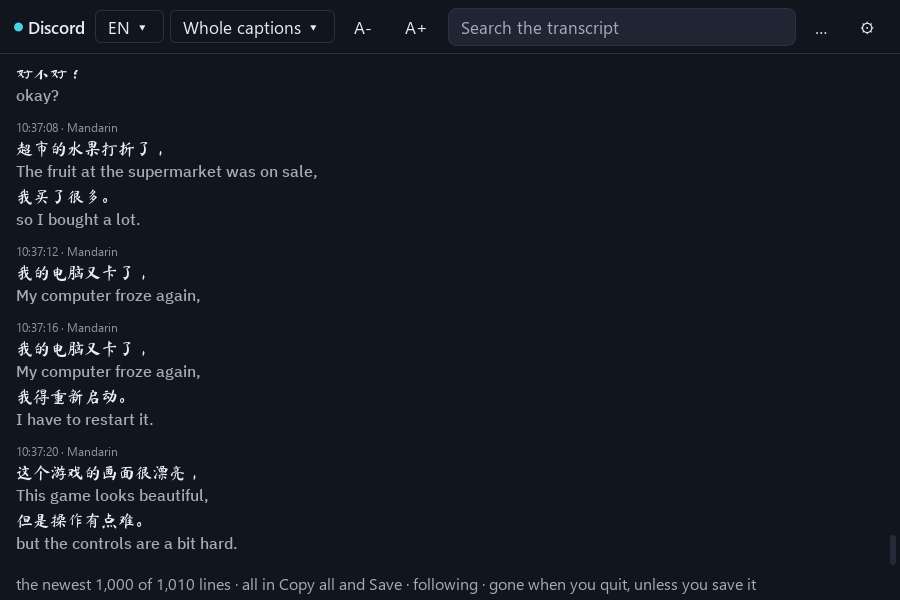 Discord EN ▾ Whole captions ▾ A- A+ Search the transcript ...
好不好？
okay?
10:37:08 · Mandarin
超市的水果打折了，
The fruit at the supermarket was on sale,
我买了很多。
so I bought a lot.
10:37:12 · Mandarin
我的电脑又卡了，
My computer froze again,
10:37:16 · Mandarin
我的电脑又卡了，
My computer froze again,
我得重新启动。
I have to restart it.
10:37:20 · Mandarin
这个游戏的画面很漂亮，
This game looks beautiful,
但是操作有点难。
but the controls are a bit hard.
the newest 1,000 of 1,010 lines · all in Copy all and Save · following · gone when you quit, unless you save it